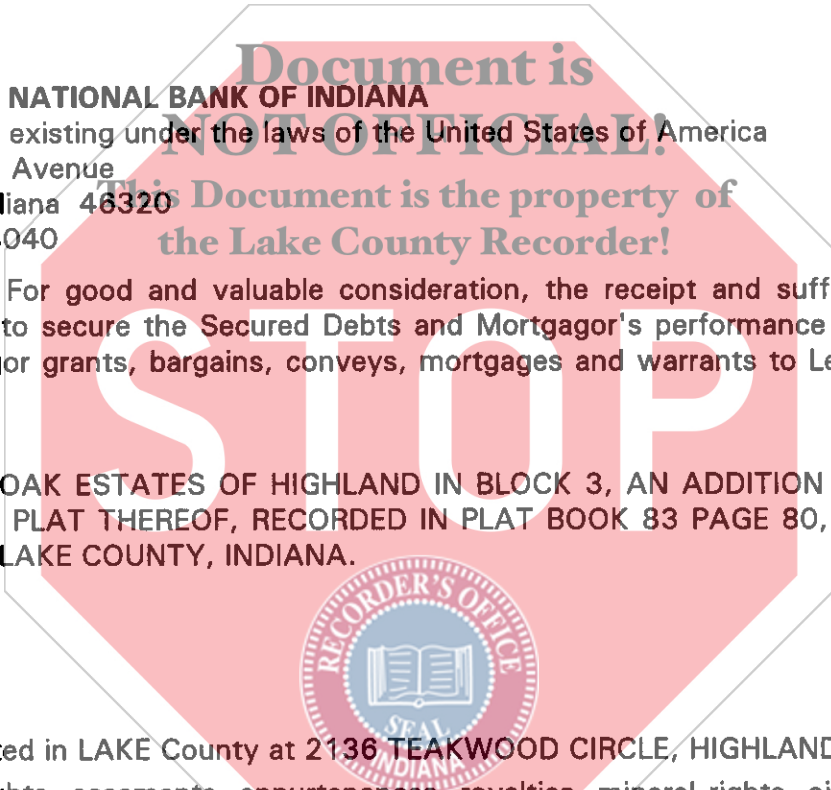 Document is
NATIONAL BANK OF INDIANA
existing under the laws of the United States of America
NOT OFFICIAL!
Avenue
This Document is the property of
diana 46320
040
the Lake County Recorder!
For good and valuable consideration, the receipt and suff
to secure the Secured Debts and Mortgagor's performance
or grants, bargains, conveys, mortgages and warrants to Le
STOP
OAK ESTATES OF HIGHLAND IN BLOCK 3, AN ADDITION
PLAT THEREOF, RECORDED IN PLAT BOOK 83 PAGE 80,
LAKE COUNTY, INDIANA.
RECORDER'S OFFICE
SEAL
INDIANA
ted in LAKE County at 2136 TEAKWOOD CIRCLE, HIGHLAND